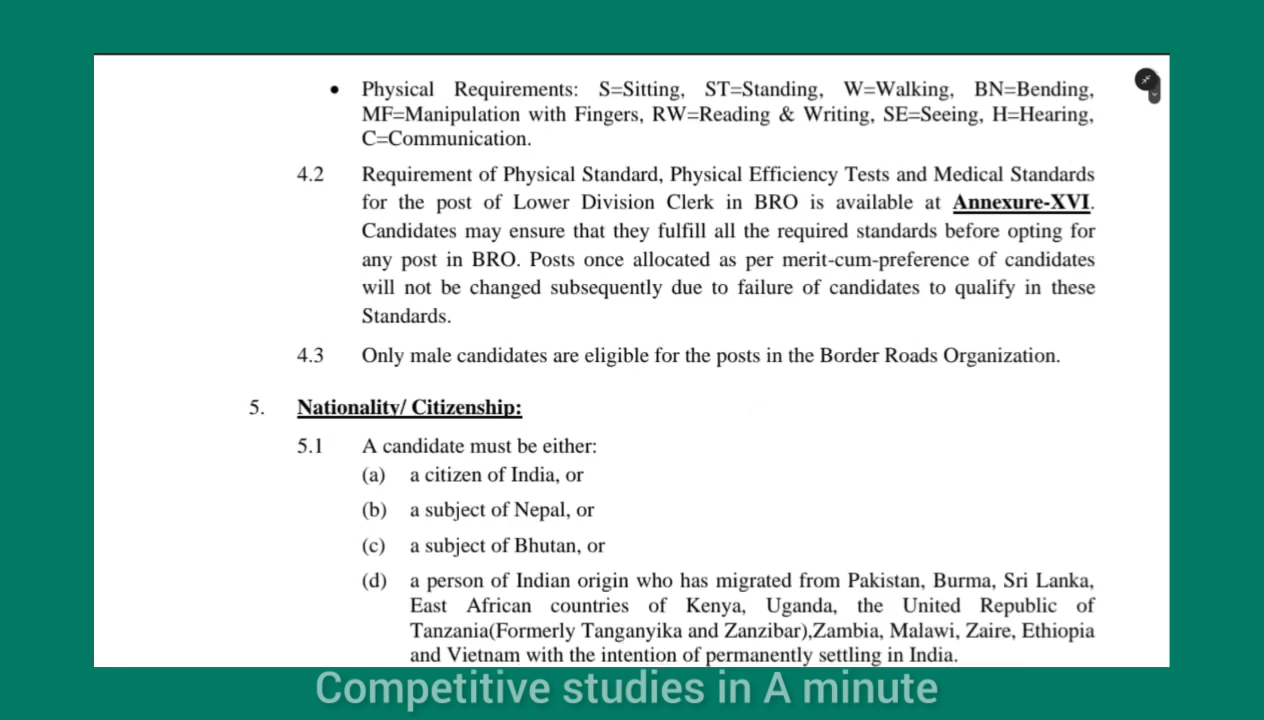 • Physical Requirements: S=Sitting, ST=Standing, W=Walking, BN=Bending,
MF=Manipulation with Fingers, RW=Reading & Writing, SE=Seeing, H=Hearing,
C=Communication.
4.2 Requirement of Physical Standard, Physical Efficiency Tests and Medical Standards
for the post of Lower Division Clerk in BRO is available at Annexure-XVI.
Candidates may ensure that they fulfill all the required standards before opting for
any post in BRO. Posts once allocated as per merit-cum-preference of candidates
will not be changed subsequently due to failure of candidates to qualify in these
Standards.
4.3 Only male candidates are eligible for the posts in the Border Roads Organization.
5. Nationality/ Citizenship:
5.1 A candidate must be either:
(a) a citizen of India, or
(b) a subject of Nepal, or
(c) a subject of Bhutan, or
(d) a person of Indian origin who has migrated from Pakistan, Burma, Sri Lanka,
East African countries of Kenya, Uganda, the United Republic of
Tanzania(Formerly Tanganyika and Zanzibar),Zambia, Malawi, Zaire, Ethiopia
and Vietnam with the intention of permanently settling in India.
Competitive studies in A minute